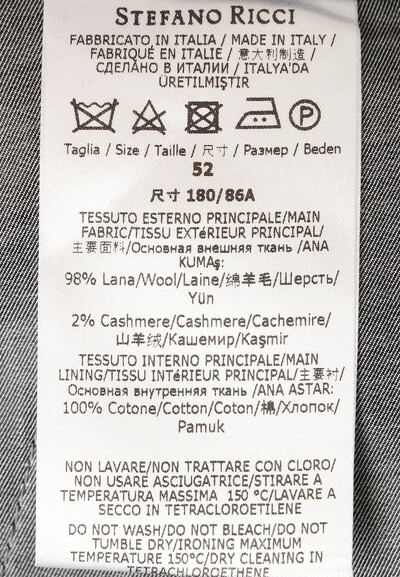 STEFANO RICCI
FABBRICATO IN ITALIA / MADE IN ITALY /
FABRIQUÉ EN ITALIE / 意大利制造 /
СДЕЛАНО В ИТАЛИИ / ITALYA'DA
ÜRETILMIŞTIR
P
Taglia / Size / Taille / 尺寸 / Размер / Beden
52
尺寸 180/86A
TESSUTO ESTERNO PRINCIPALE/MAIN
FABRIC/TISSU EXTéRIEUR PRINCIPAL/
主要面料/Основная внешняя ткань /ANA
KUMAş:
98% Lana/Wool/Laine/绵羊毛/Шерсть/
Yün
2% Cashmere/Cashmere/Cachemire/
山羊绒/Кашемир/Kaşmir
TESSUTO INTERNO PRINCIPALE/MAIN
LINING/TISSU INTéRIEUR PRINCIPAL/主要衬/
Основная внутренняя ткань /ANA ASTAR:
100% Cotone/Cotton/Coton/棉/Хлопок/
Pamuk
NON LAVARE/NON TRATTARE CON CLORO/
NON USARE ASCIUGATRICE/STIRARE A
TEMPERATURA MASSIMA 150 ºC/LAVARE A
SECCO IN TETRACLOROETILENE
DO NOT WASH/DO NOT BLEACH/DO NOT
TUMBLE DRY/IRONING MAXIMUM
TEMPERATURE 150ºC/DRY CLEANING IN
TETRACHLOROETHENE